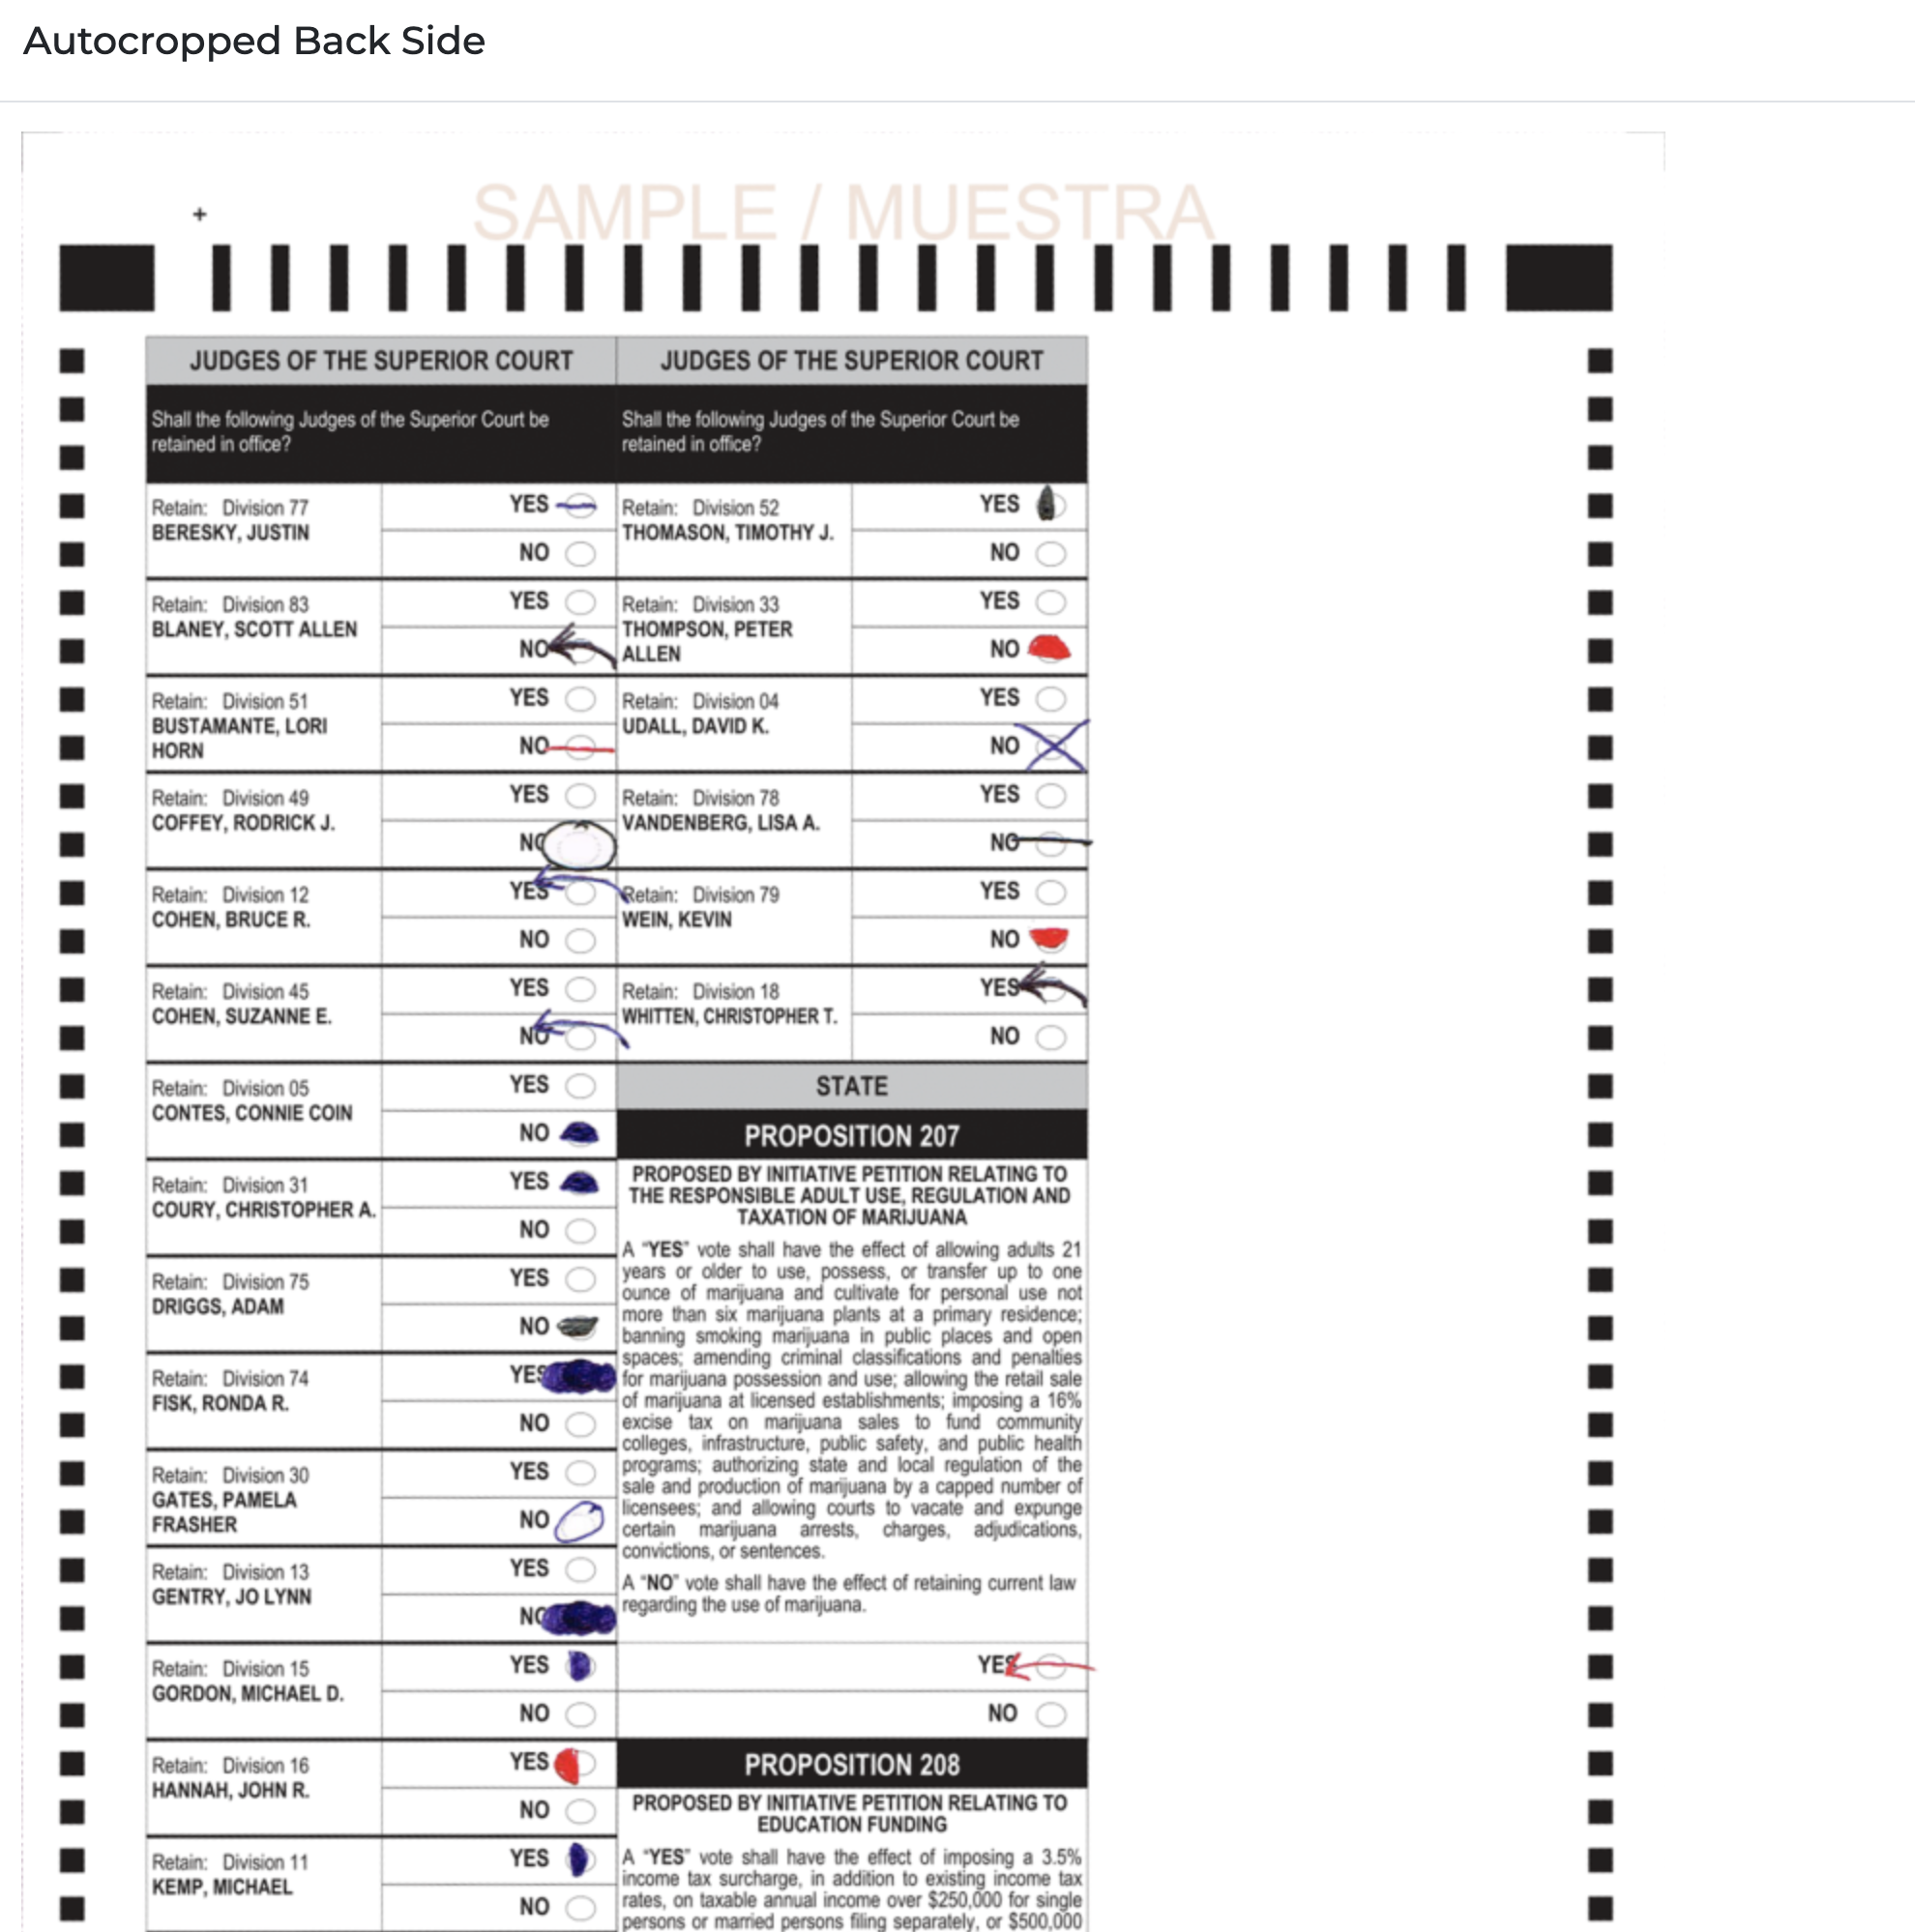 Autocropped Back Side
SAMPLE / MUESTRA
+
JUDGES OF THE SUPERIOR COURT
Shall the following Judges of the Superior Court be
retained in office?
Retain: Division 77
BERESKY, JUSTIN
YES
NO
Retain: Division 83
BLANEY, SCOTT ALLEN
YES
NO
Retain: Division 51
BUSTAMANTE, LORI
HORN
YES
NO
Retain: Division 49
COFFEY, RODRICK J.
YES
NO
Retain: Division 12
COHEN, BRUCE R.
YES
NO
Retain: Division 45
COHEN, SUZANNE E.
YES
NO
Retain: Division 05
CONTES, CONNIE COIN
YES
NO
Retain: Division 31
COURY, CHRISTOPHER A.
YES
NO
Retain: Division 75
DRIGGS, ADAM
YES
NO
Retain: Division 74
FISK, RONDA R.
YES
NO
Retain: Division 30
GATES, PAMELA
FRASHER
YES
NO
Retain: Division 13
GENTRY, JO LYNN
YES
NO
Retain: Division 15
GORDON, MICHAEL D.
YES
NO
Retain: Division 16
HANNAH, JOHN R.
YES
NO
Retain: Division 11
KEMP, MICHAEL
YES
NO
JUDGES OF THE SUPERIOR COURT
Shall the following Judges of the Superior Court be
retained in office?
Retain: Division 52
THOMASON, TIMOTHY J.
YES
NO
Retain: Division 33
THOMPSON, PETER
ALLEN
YES
NO
Retain: Division 04
UDALL, DAVID K.
YES
NO
Retain: Division 78
VANDENBERG, LISA A.
YES
NO
Retain: Division 79
WEIN, KEVIN
YES
NO
Retain: Division 18
WHITTEN, CHRISTOPHER T.
YES
NO
STATE
PROPOSITION 207
PROPOSED BY INITIATIVE PETITION RELATING TO
THE RESPONSIBLE ADULT USE, REGULATION AND
TAXATION OF MARIJUANA
A “YES” vote shall have the effect of allowing adults 21
years or older to use, possess, or transfer up to one
ounce of marijuana and cultivate for personal use not
more than six marijuana plants at a primary residence;
banning smoking marijuana in public places and open
spaces; amending criminal classifications and penalties
for marijuana possession and use; allowing the retail sale
of marijuana at licensed establishments; imposing a 16%
excise tax on marijuana sales to fund community
colleges, infrastructure, public safety, and public health
programs; authorizing state and local regulation of the
sale and production of marijuana by a capped number of
licensees; and allowing courts to vacate and expunge
certain marijuana arrests, charges, adjudications,
convictions, or sentences.
A “NO” vote shall have the effect of retaining current law
regarding the use of marijuana.
YES
NO
PROPOSITION 208
PROPOSED BY INITIATIVE PETITION RELATING TO
EDUCATION FUNDING
A “YES” vote shall have the effect of imposing a 3.5%
income tax surcharge, in addition to existing income tax
rates, on taxable annual income over $250,000 for single
persons or married persons filing separately, or $500,000